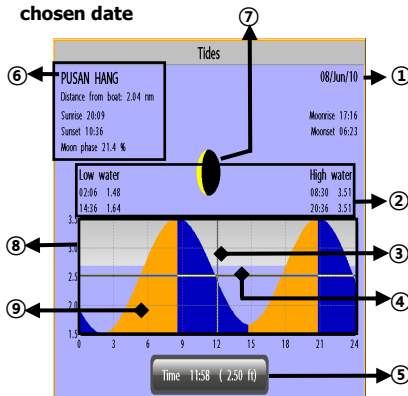 chosen date
⑦
Tides
⑥ PUSAN HANG 08/Jun/10 ①
Distance from boat: 2.04 nm
Sunrise 20:09 Moonrise 17:16
Sunset 10:36 Moonset 06:23
Moon phase 21.4 %
Low water High water
02:06 1.48 08:30 3.51 ②
14:36 1.64 20:36 3.51
3.5
⑧ 3.0 ③
2.5
④
2.0
⑨
1.5
0 3 6 9 12 15 18 21 24
Time 11:58 ( 2.50 ft) ⑤